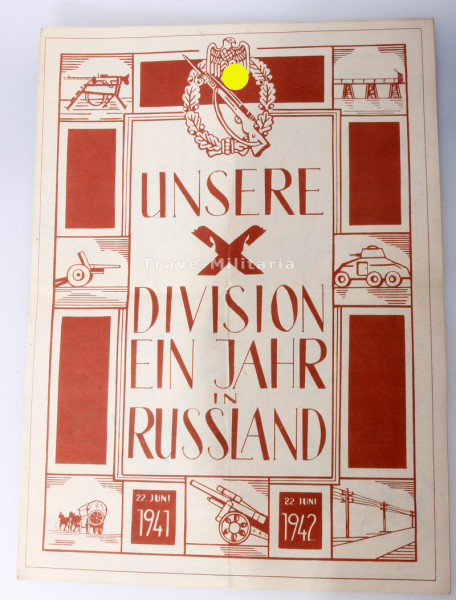 UNSERE
Trave-Militaria
DIVISION
EIN JAHR
IN
RUSSLAND
22. JUNI
1941
22. JUNI
1942